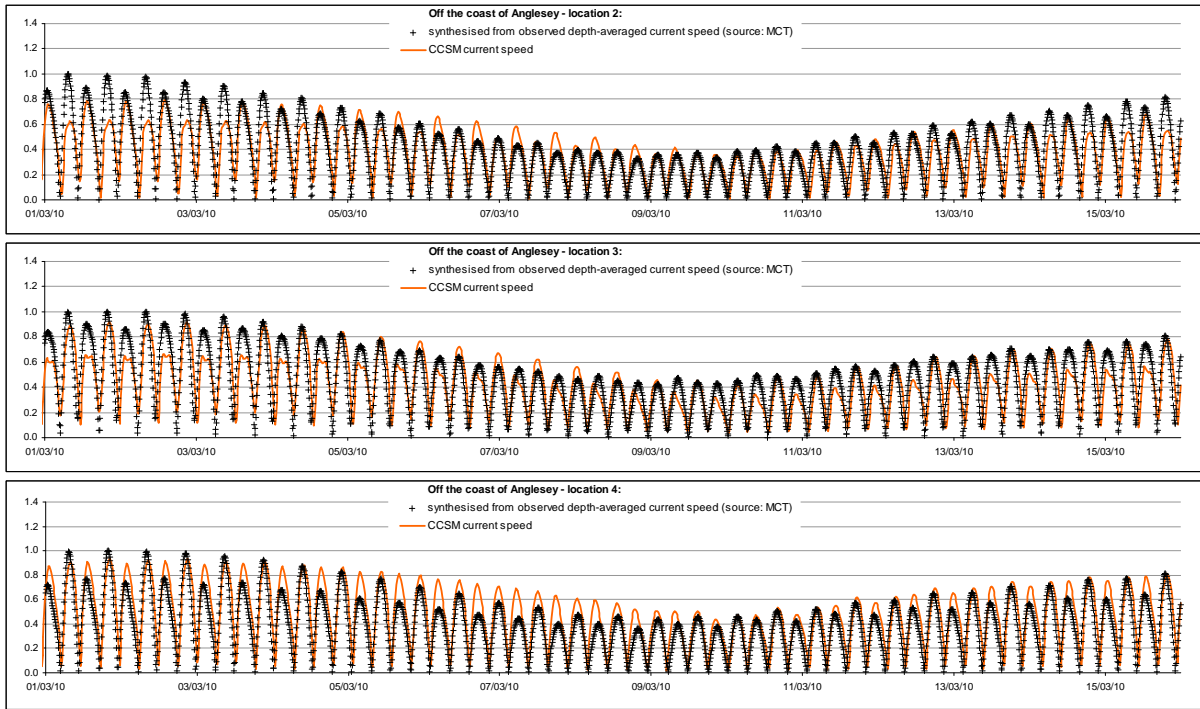 Off the coast of Anglesey - location 2:
synthesised from observed depth-averaged current speed (source: MCT)
CCSM current speed
1.4
1.2
1.0
0.8
0.6
0.4
0.2
0.0
01/03/10 03/03/10 05/03/10 07/03/10 09/03/10 11/03/10 13/03/10 15/03/10
Off the coast of Anglesey - location 3:
synthesised from observed depth-averaged current speed (source: MCT)
CCSM current speed
1.4
1.2
1.0
0.8
0.6
0.4
0.2
0.0
01/03/10 03/03/10 05/03/10 07/03/10 09/03/10 11/03/10 13/03/10 15/03/10
Off the coast of Anglesey - location 4:
synthesised from observed depth-averaged current speed (source: MCT)
CCSM current speed
1.4
1.2
1.0
0.8
0.6
0.4
0.2
0.0
01/03/10 03/03/10 05/03/10 07/03/10 09/03/10 11/03/10 13/03/10 15/03/10